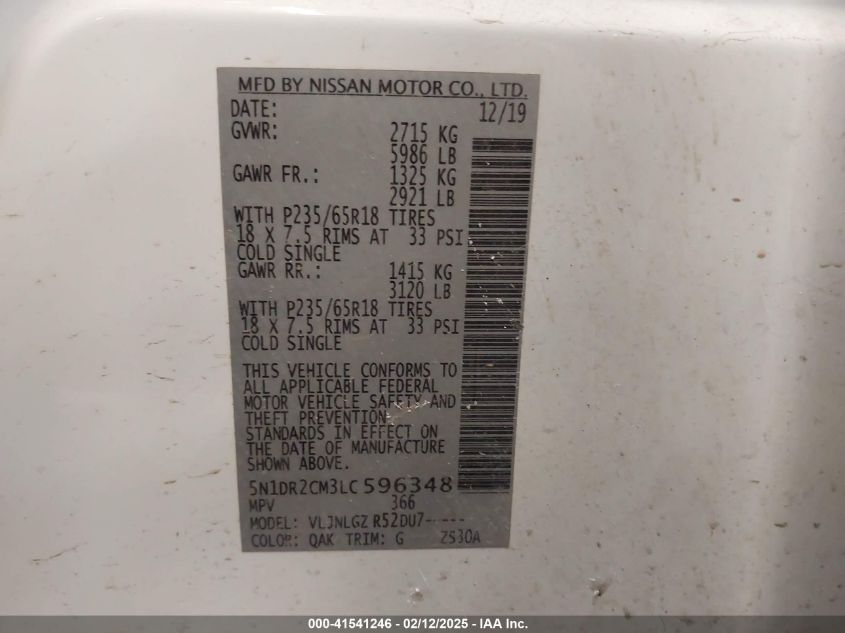 MFD BY NISSAN MOTOR CO., LTD.
DATE: 12/19
GVWR: 2715 KG
5986 LB
GAWR FR.: 1325 KG
2921 LB
WITH P235/65R18 TIRES
18 X 7.5 RIMS AT 33 PSI
COLD SINGLE
GAWR RR.: 1415 KG
3120 LB
WITH P235/65R18 TIRES
18 X 7.5 RIMS AT 33 PSI
COLD SINGLE
THIS VEHICLE CONFORMS TO
ALL APPLICABLE FEDERAL
MOTOR VEHICLE SAFETY AND
THEFT PREVENTION
STANDARDS IN EFFECT ON
THE DATE OF MANUFACTURE
SHOWN ABOVE.
5N1DR2CM3LC596348
MPV 366
MODEL: VLJNLGZ R52DU7-----
COLOR: QAK TRIM: G ZS30A
000-41541246 - 02/12/2025 - IAA Inc.